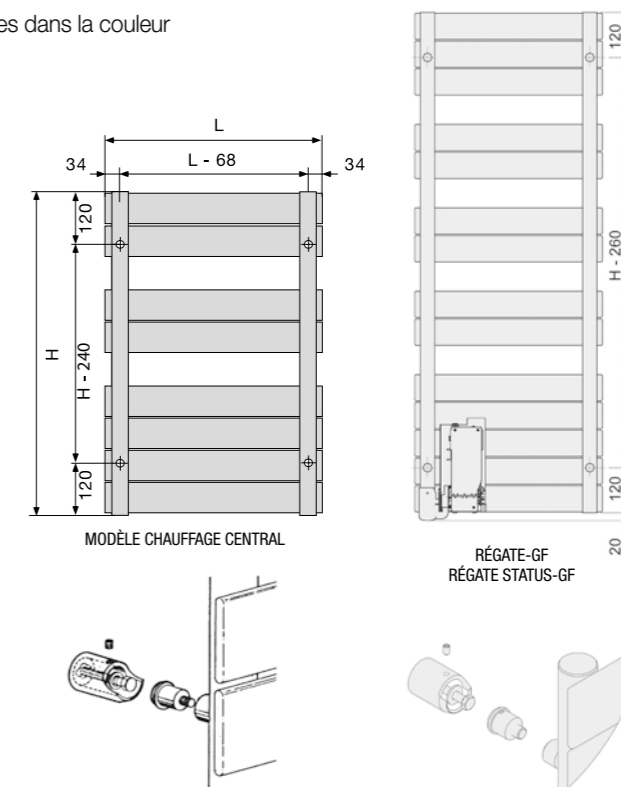 es dans la couleur
L
34
L - 68
34
120
H
H - 240
120
MODÈLE CHAUFFAGE CENTRAL
120
H - 260
120
20
RÉGATE-GF
RÉGATE STATUS-GF